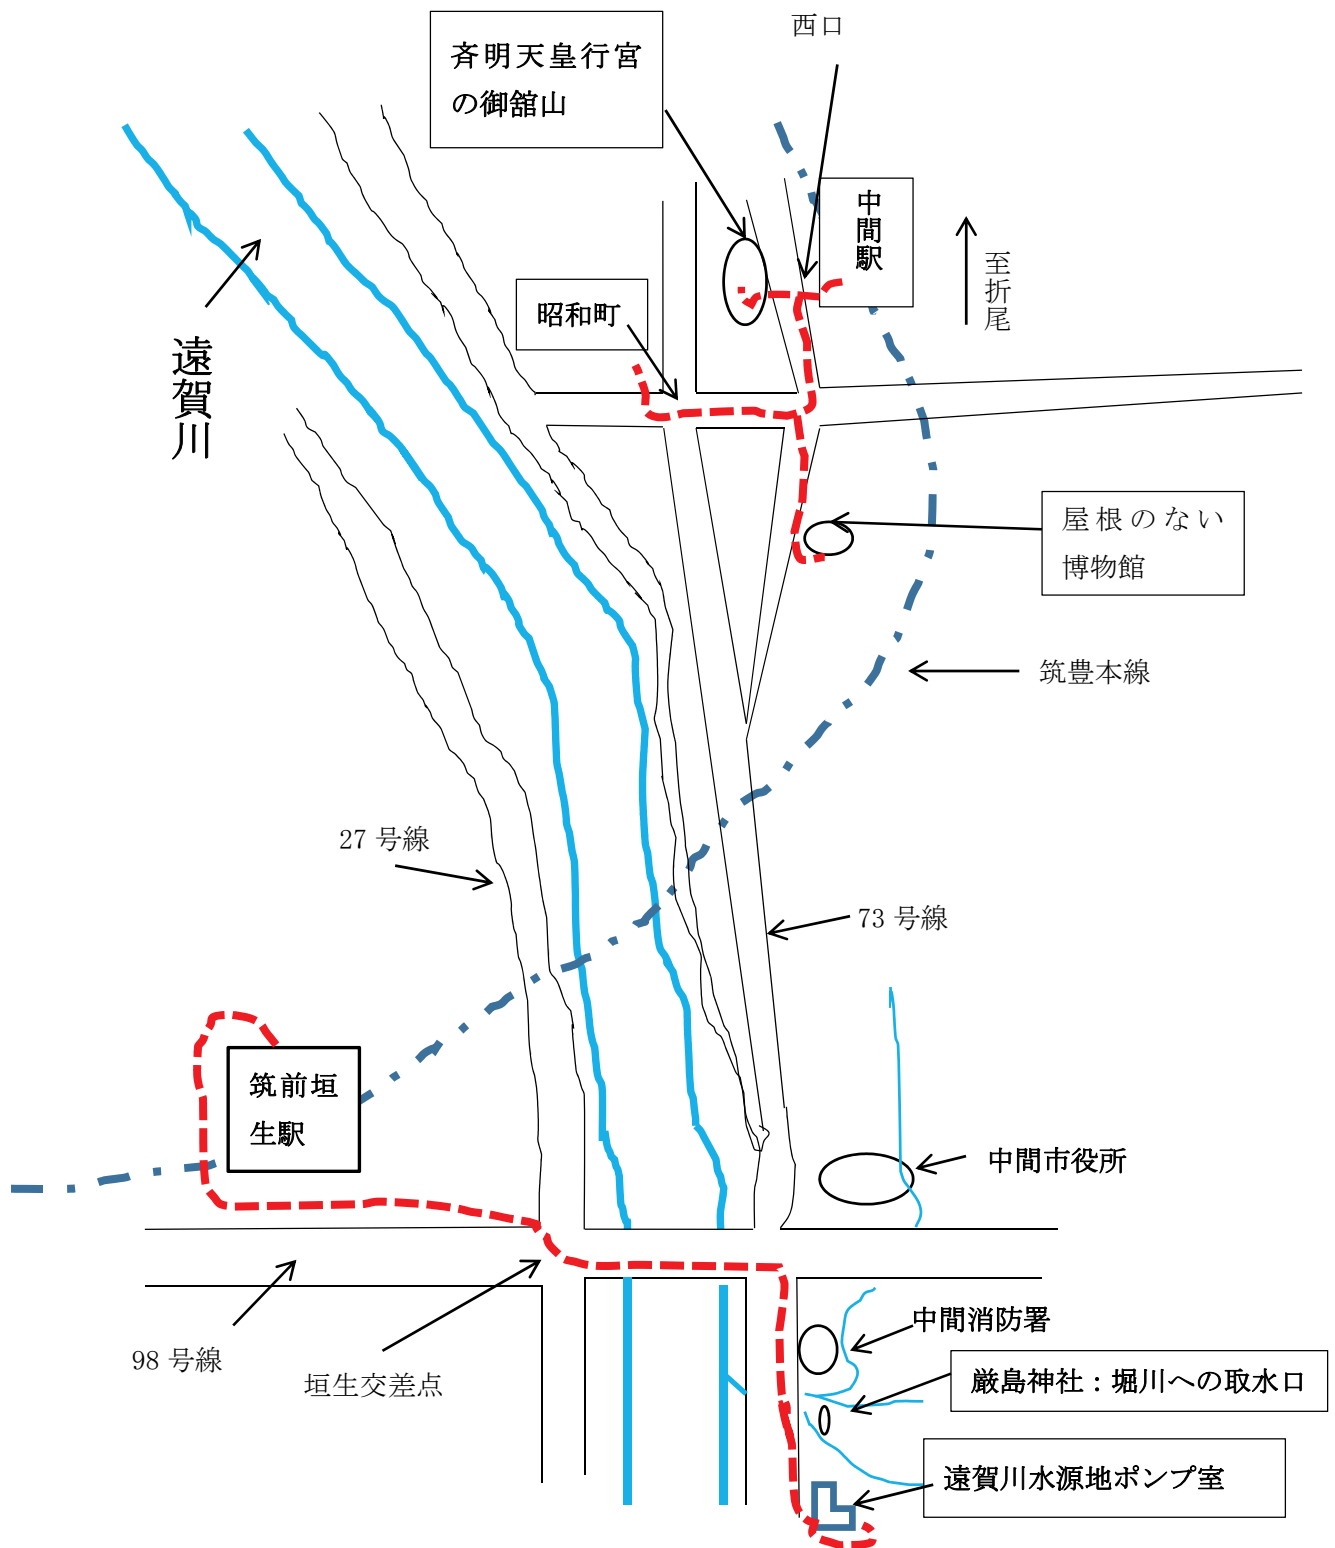 西口
斉明天皇行宮
の御舘山
中間駅
至折尾
昭和町
遠賀川
屋根のない
博物館
筑豊本線
27 号線
73 号線
筑前垣
生駅
中間市役所
98 号線
垣生交差点
中間消防署
厳島神社：堀川への取水口
遠賀川水源地ポンプ室